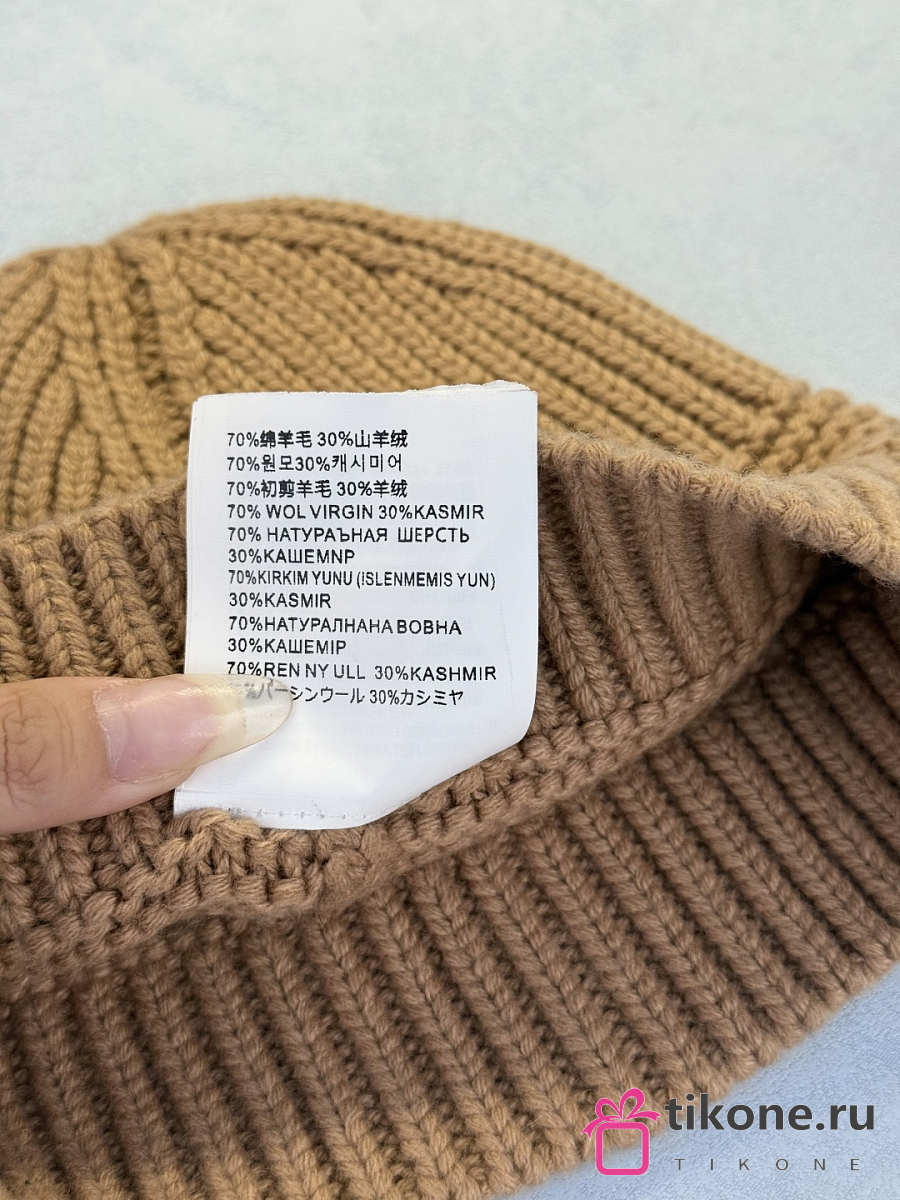 70%绵羊毛 30%山羊绒
70%원모30%캐시미어
70%初剪羊毛 30%羊绒
70% WOL VIRGIN 30%KASMIR
70% НАТУРАЪНАЯ ШЕРСТЬ
30%КАШЕМNP
70%KIRKIM YUNU (iSLENMEMIS YUN)
30%KASMIR
70%НАТУРАЛНАНА ВОВНА
30%КАШЕМІР
70%REN NY ULL 30%KASHMIR
バーシンウール 30%カシミヤ
tikone.ru
TIKONE